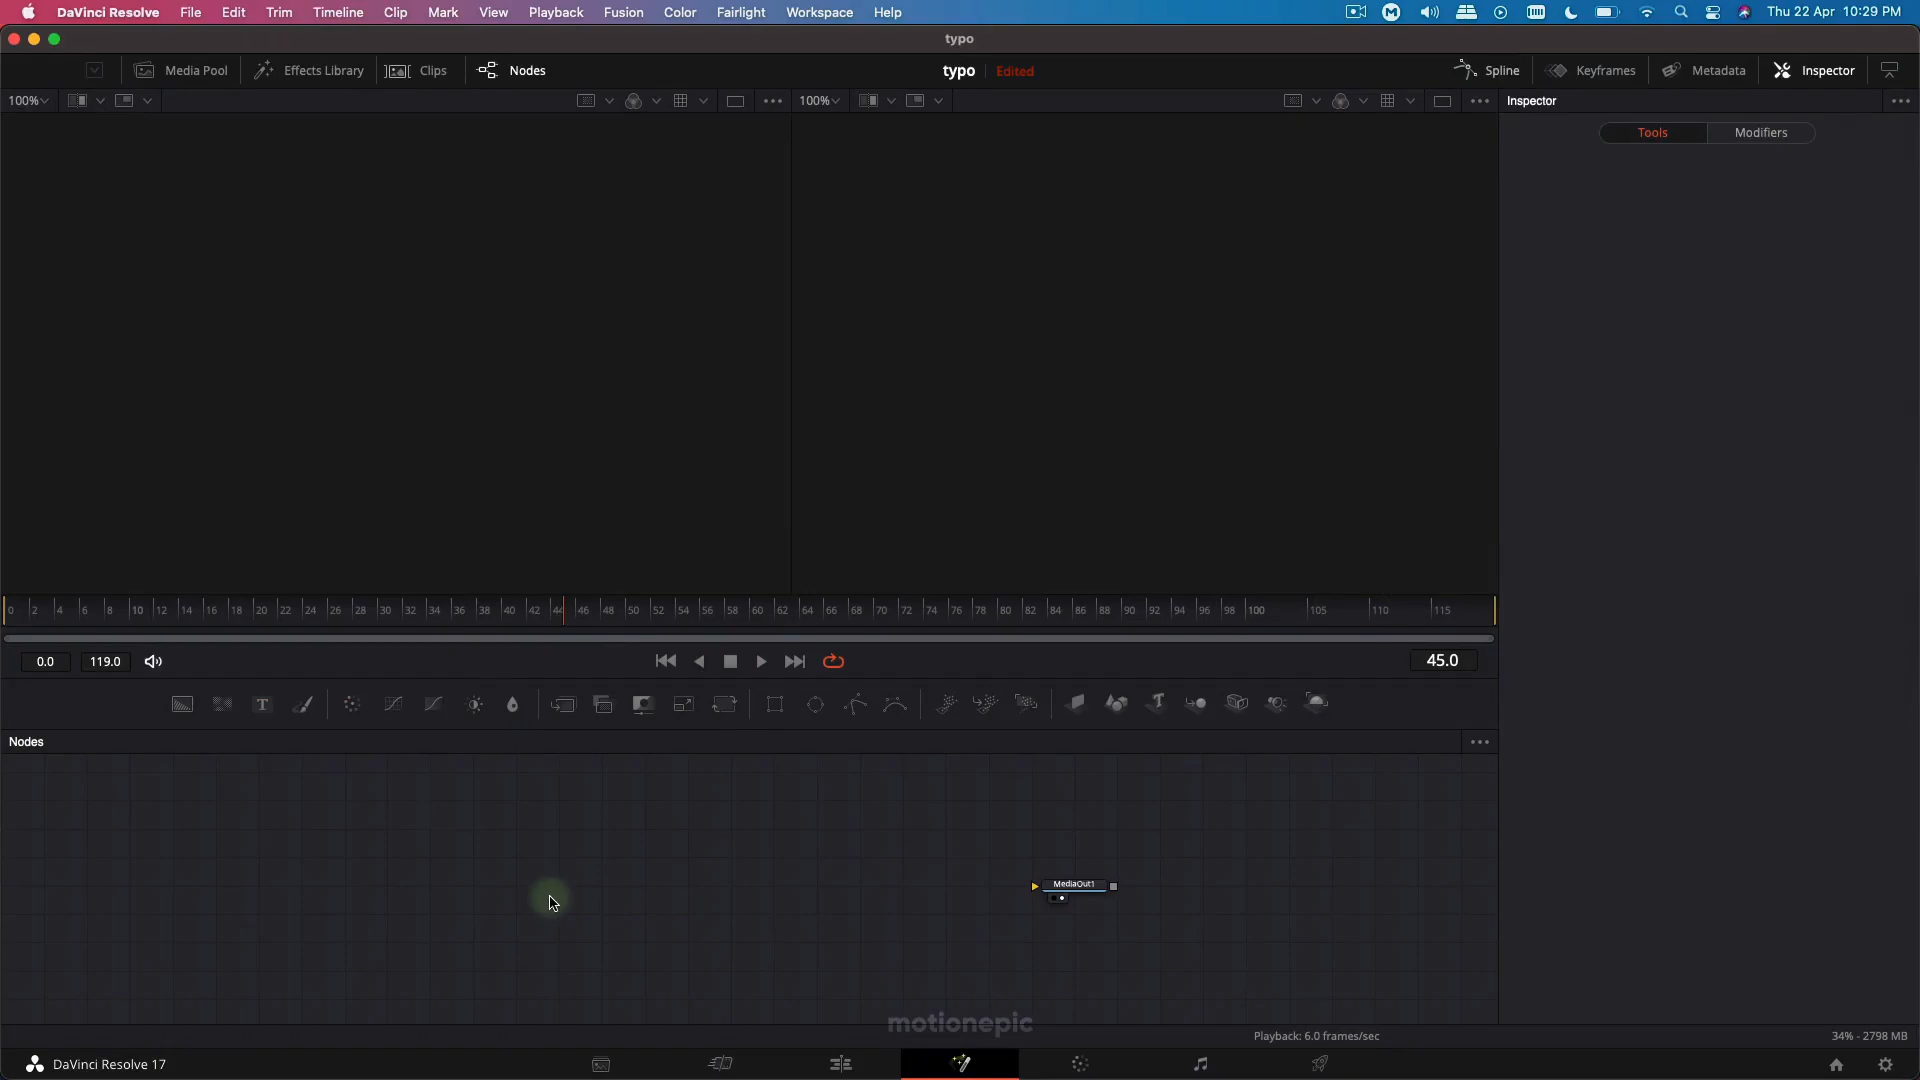 DaVinci Resolve File Edit Trim Timeline Clip Mark View Playback Fusion Color Fairlight Workspace Help Thu 22 Apr 10:29 PM
typo
Media Pool Effects Library Clips Nodes typo Edited Spline Keyframes Metadata Inspector
100% 100% Inspector
Tools Modifiers
0 2 4 6 8 10 12 14 16 18 20 22 24 26 28 30 32 34 36 38 40 42 44 46 48 50 52 54 56 58 60 62 64 66 68 70 72 74 76 78 80 82 84 86 88 90 92 94 96 98 100 105 110 115
0.0 119.0 45.0
Nodes
MediaOut1
motionepic
Playback: 6.0 frames/sec 34% - 2798 MB
DaVinci Resolve 17